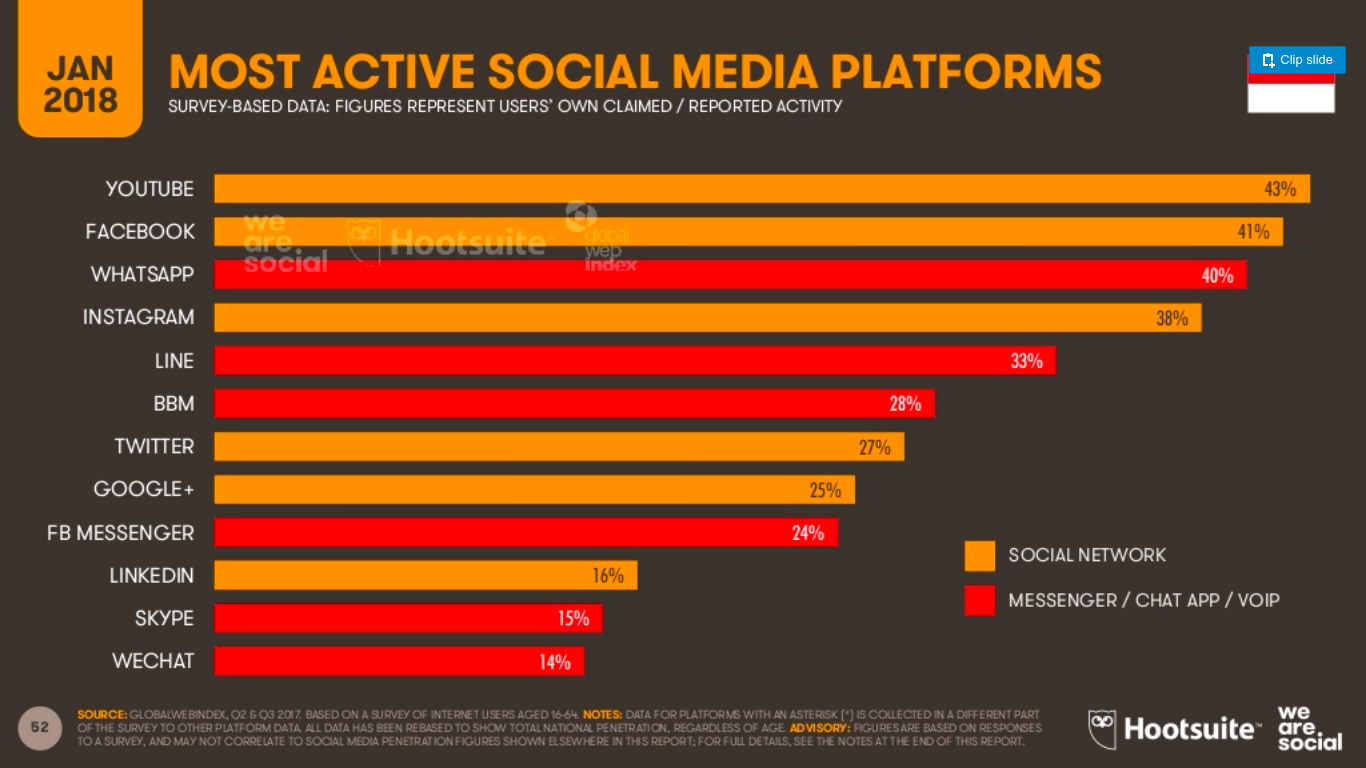 JAN
2018
MOST ACTIVE SOCIAL MEDIA PLATFORMS
SURVEY-BASED DATA: FIGURES REPRESENT USERS' OWN CLAIMED / REPORTED ACTIVITY
Clip slide
YOUTUBE 43%
FACEBOOK 41%
we
are
social
Hootsuite™
global
web
index
WHATSAPP 40%
INSTAGRAM 38%
LINE 33%
BBM 28%
TWITTER 27%
GOOGLE+ 25%
FB MESSENGER 24%
LINKEDIN 16%
SKYPE 15%
WECHAT 14%
SOCIAL NETWORK
MESSENGER / CHAT APP / VOIP
52
SOURCE: GLOBALWEBINDEX, Q2 & Q3 2017. BASED ON A SURVEY OF INTERNET USERS AGED 16-64. NOTES: DATA FOR PLATFORMS WITH AN ASTERISK (*) IS COLLECTED IN A DIFFERENT PART
OF THE SURVEY TO OTHER PLATFORM DATA. ALL DATA HAS BEEN REBASED TO SHOW TOTAL NATIONAL PENETRATION, REGARDLESS OF AGE. ADVISORY: FIGURES ARE BASED ON RESPONSES
TO A SURVEY, AND MAY NOT CORRELATE TO SOCIAL MEDIA PENETRATION FIGURES SHOWN ELSEWHERE IN THIS REPORT; FOR FULL DETAILS, SEE THE NOTES AT THE END OF THIS REPORT.
Hootsuite™
we
are
social